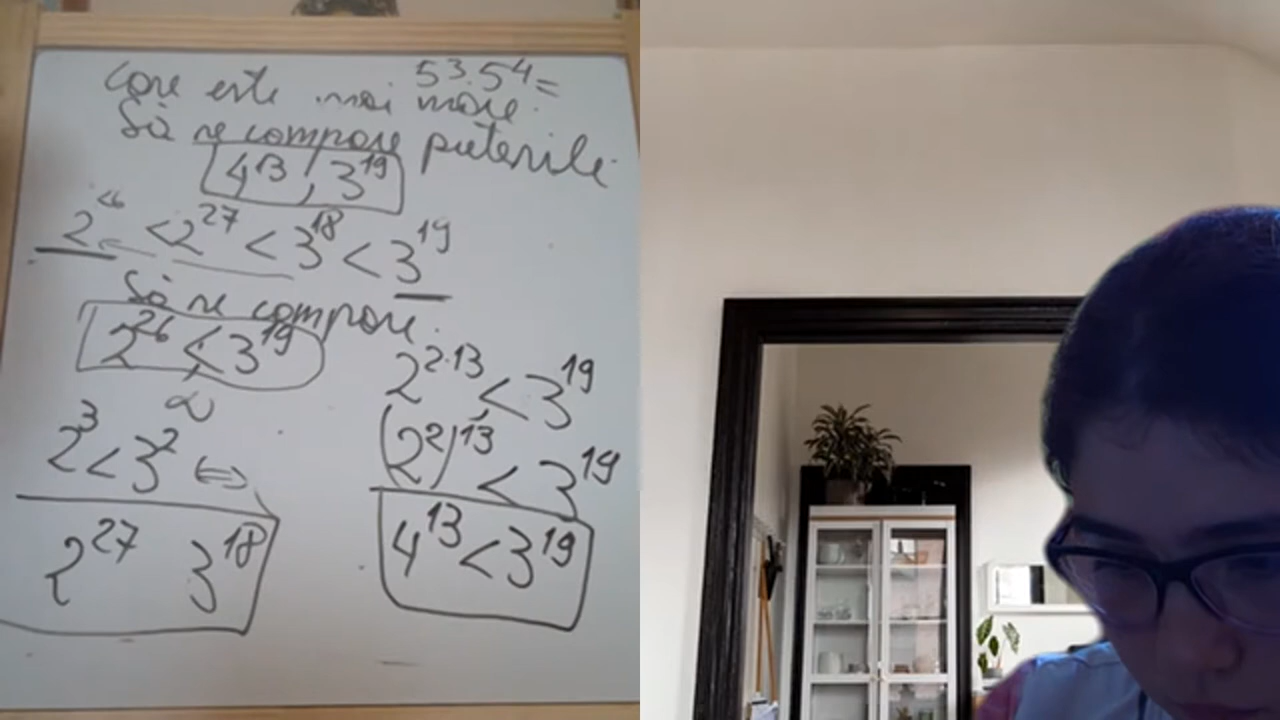 5³·5⁴=
Care este mai mare.
Să se compare puterile
4¹³, 3¹⁹
2²⁶ <2²⁷ < 3¹⁸ < 3¹⁹
Să se compare.
2²⁶ < 3¹⁹
2²·¹³ < 3¹⁹
2³ < 3² ⇔
(2²)¹³ < 3¹⁹
2²⁷ 3¹⁸
4¹³ < 3¹⁹